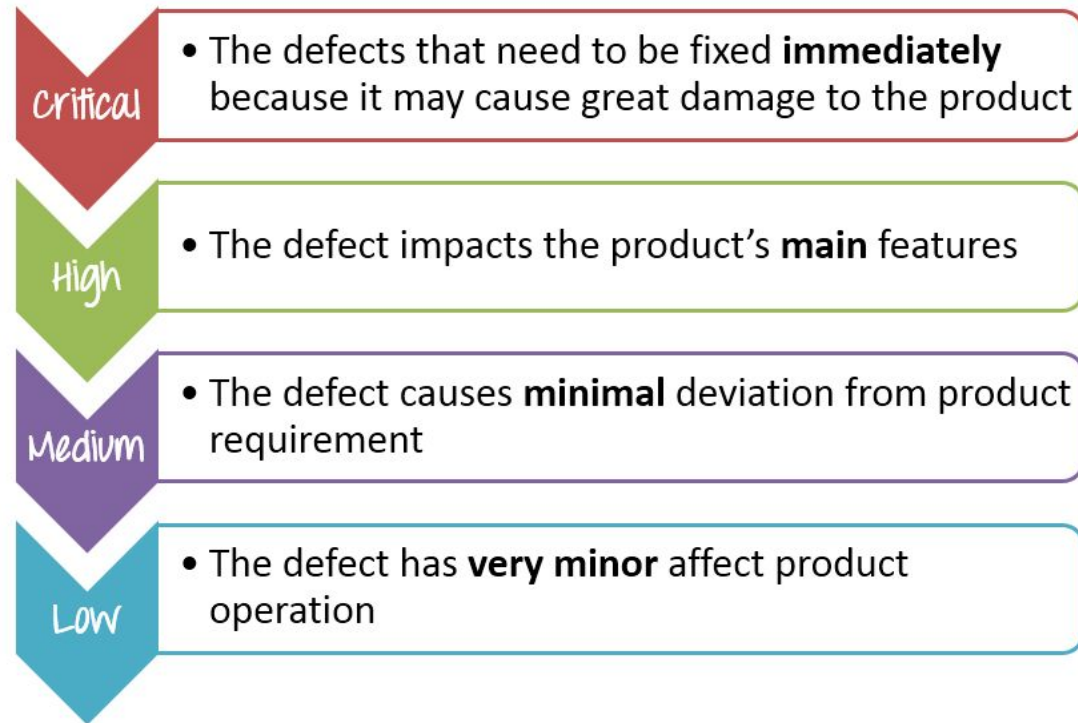 Critical
• The defects that need to be fixed immediately
because it may cause great damage to the product
High
• The defect impacts the product’s main features
Medium
• The defect causes minimal deviation from product
requirement
Low
• The defect has very minor affect product
operation